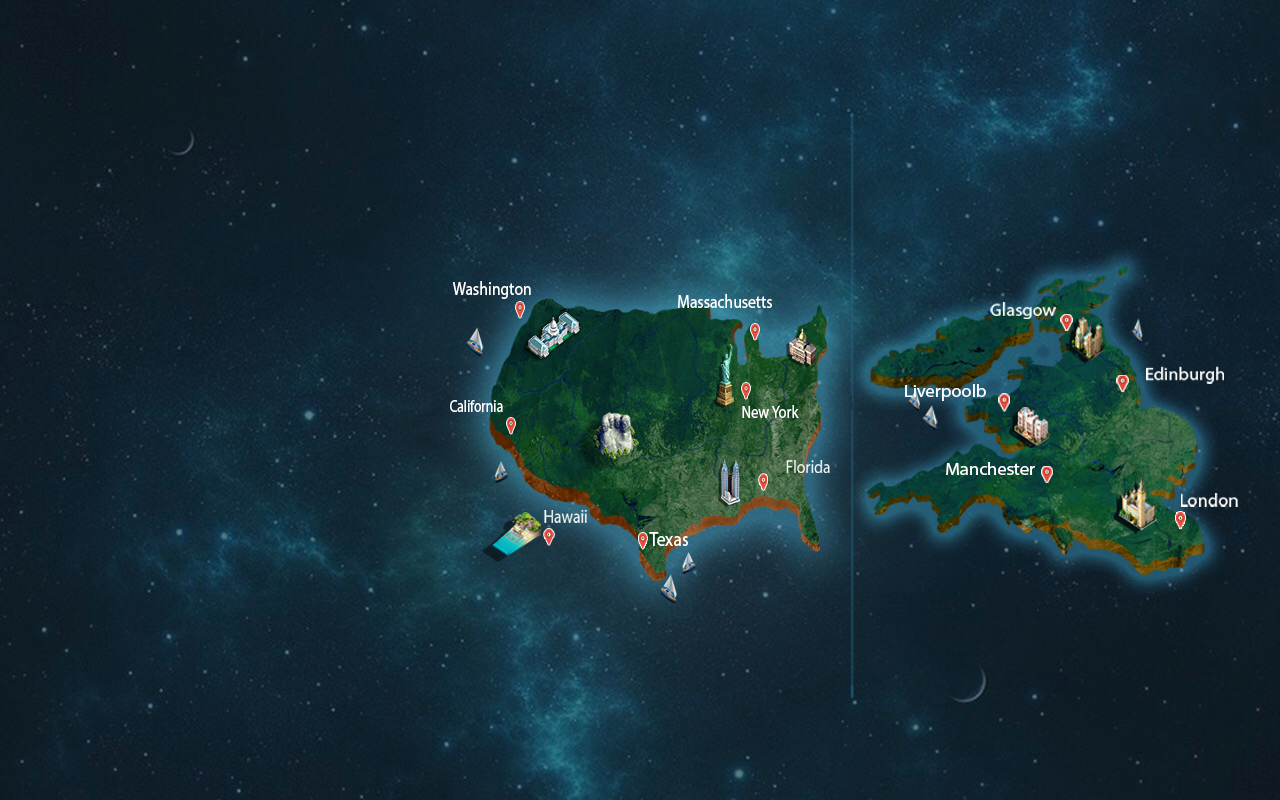 Washington
Massachusetts
California
New York
Florida
Hawaii
Texas
Glasgow
Edinburgh
Liverpoolb
Manchester
London